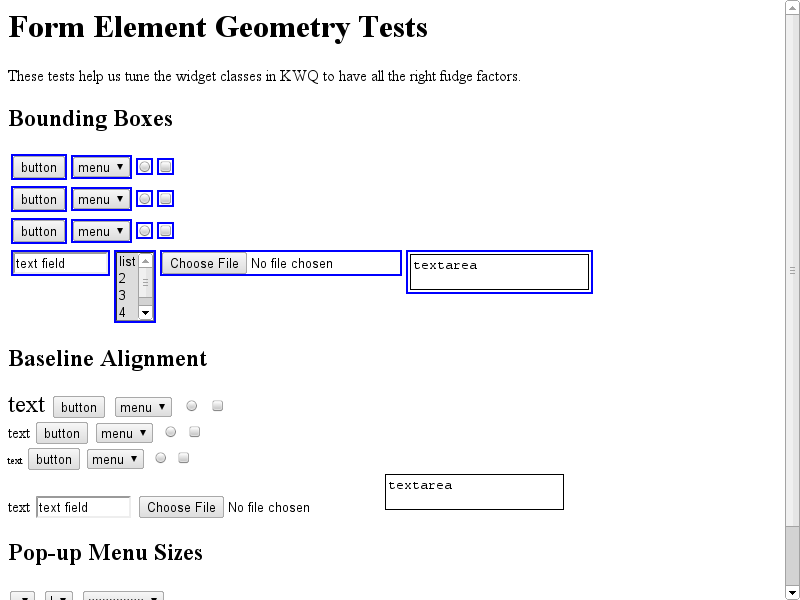 Form Element Geometry Tests
These tests help us tune the widget classes in KWQ to have all the right fudge factors.
Bounding Boxes
button menu
button menu
button menu
text field list Choose File No file chosen textarea
2
3
4
Baseline Alignment
text button menu
text button menu
text button menu
textarea
text text field Choose File No file chosen
Pop-up Menu Sizes